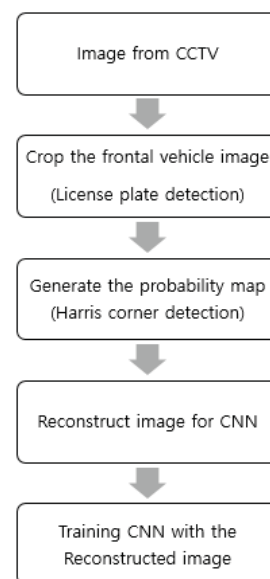 Image from CCTV
Crop the frontal vehicle image
(License plate detection)
Generate the probability map
(Harris corner detection)
Reconstruct image for CNN
Training CNN with the
Reconstructed image